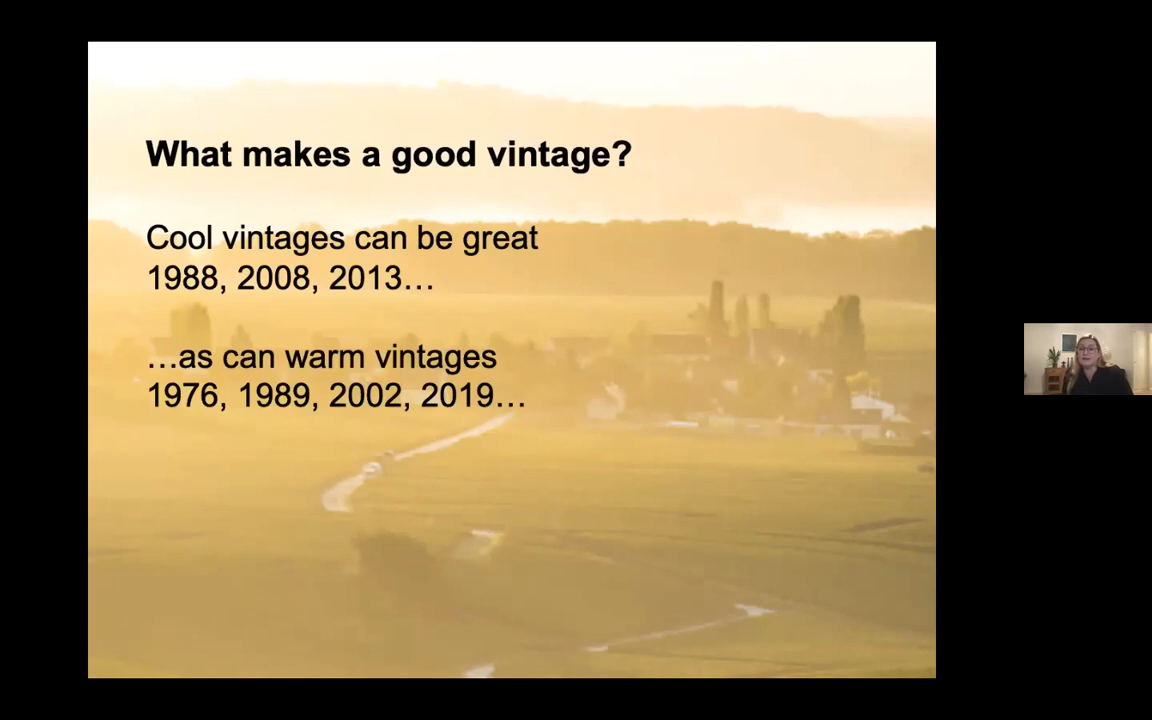 What makes a good vintage?
Cool vintages can be great
1988, 2008, 2013…
…as can warm vintages
1976, 1989, 2002, 2019…